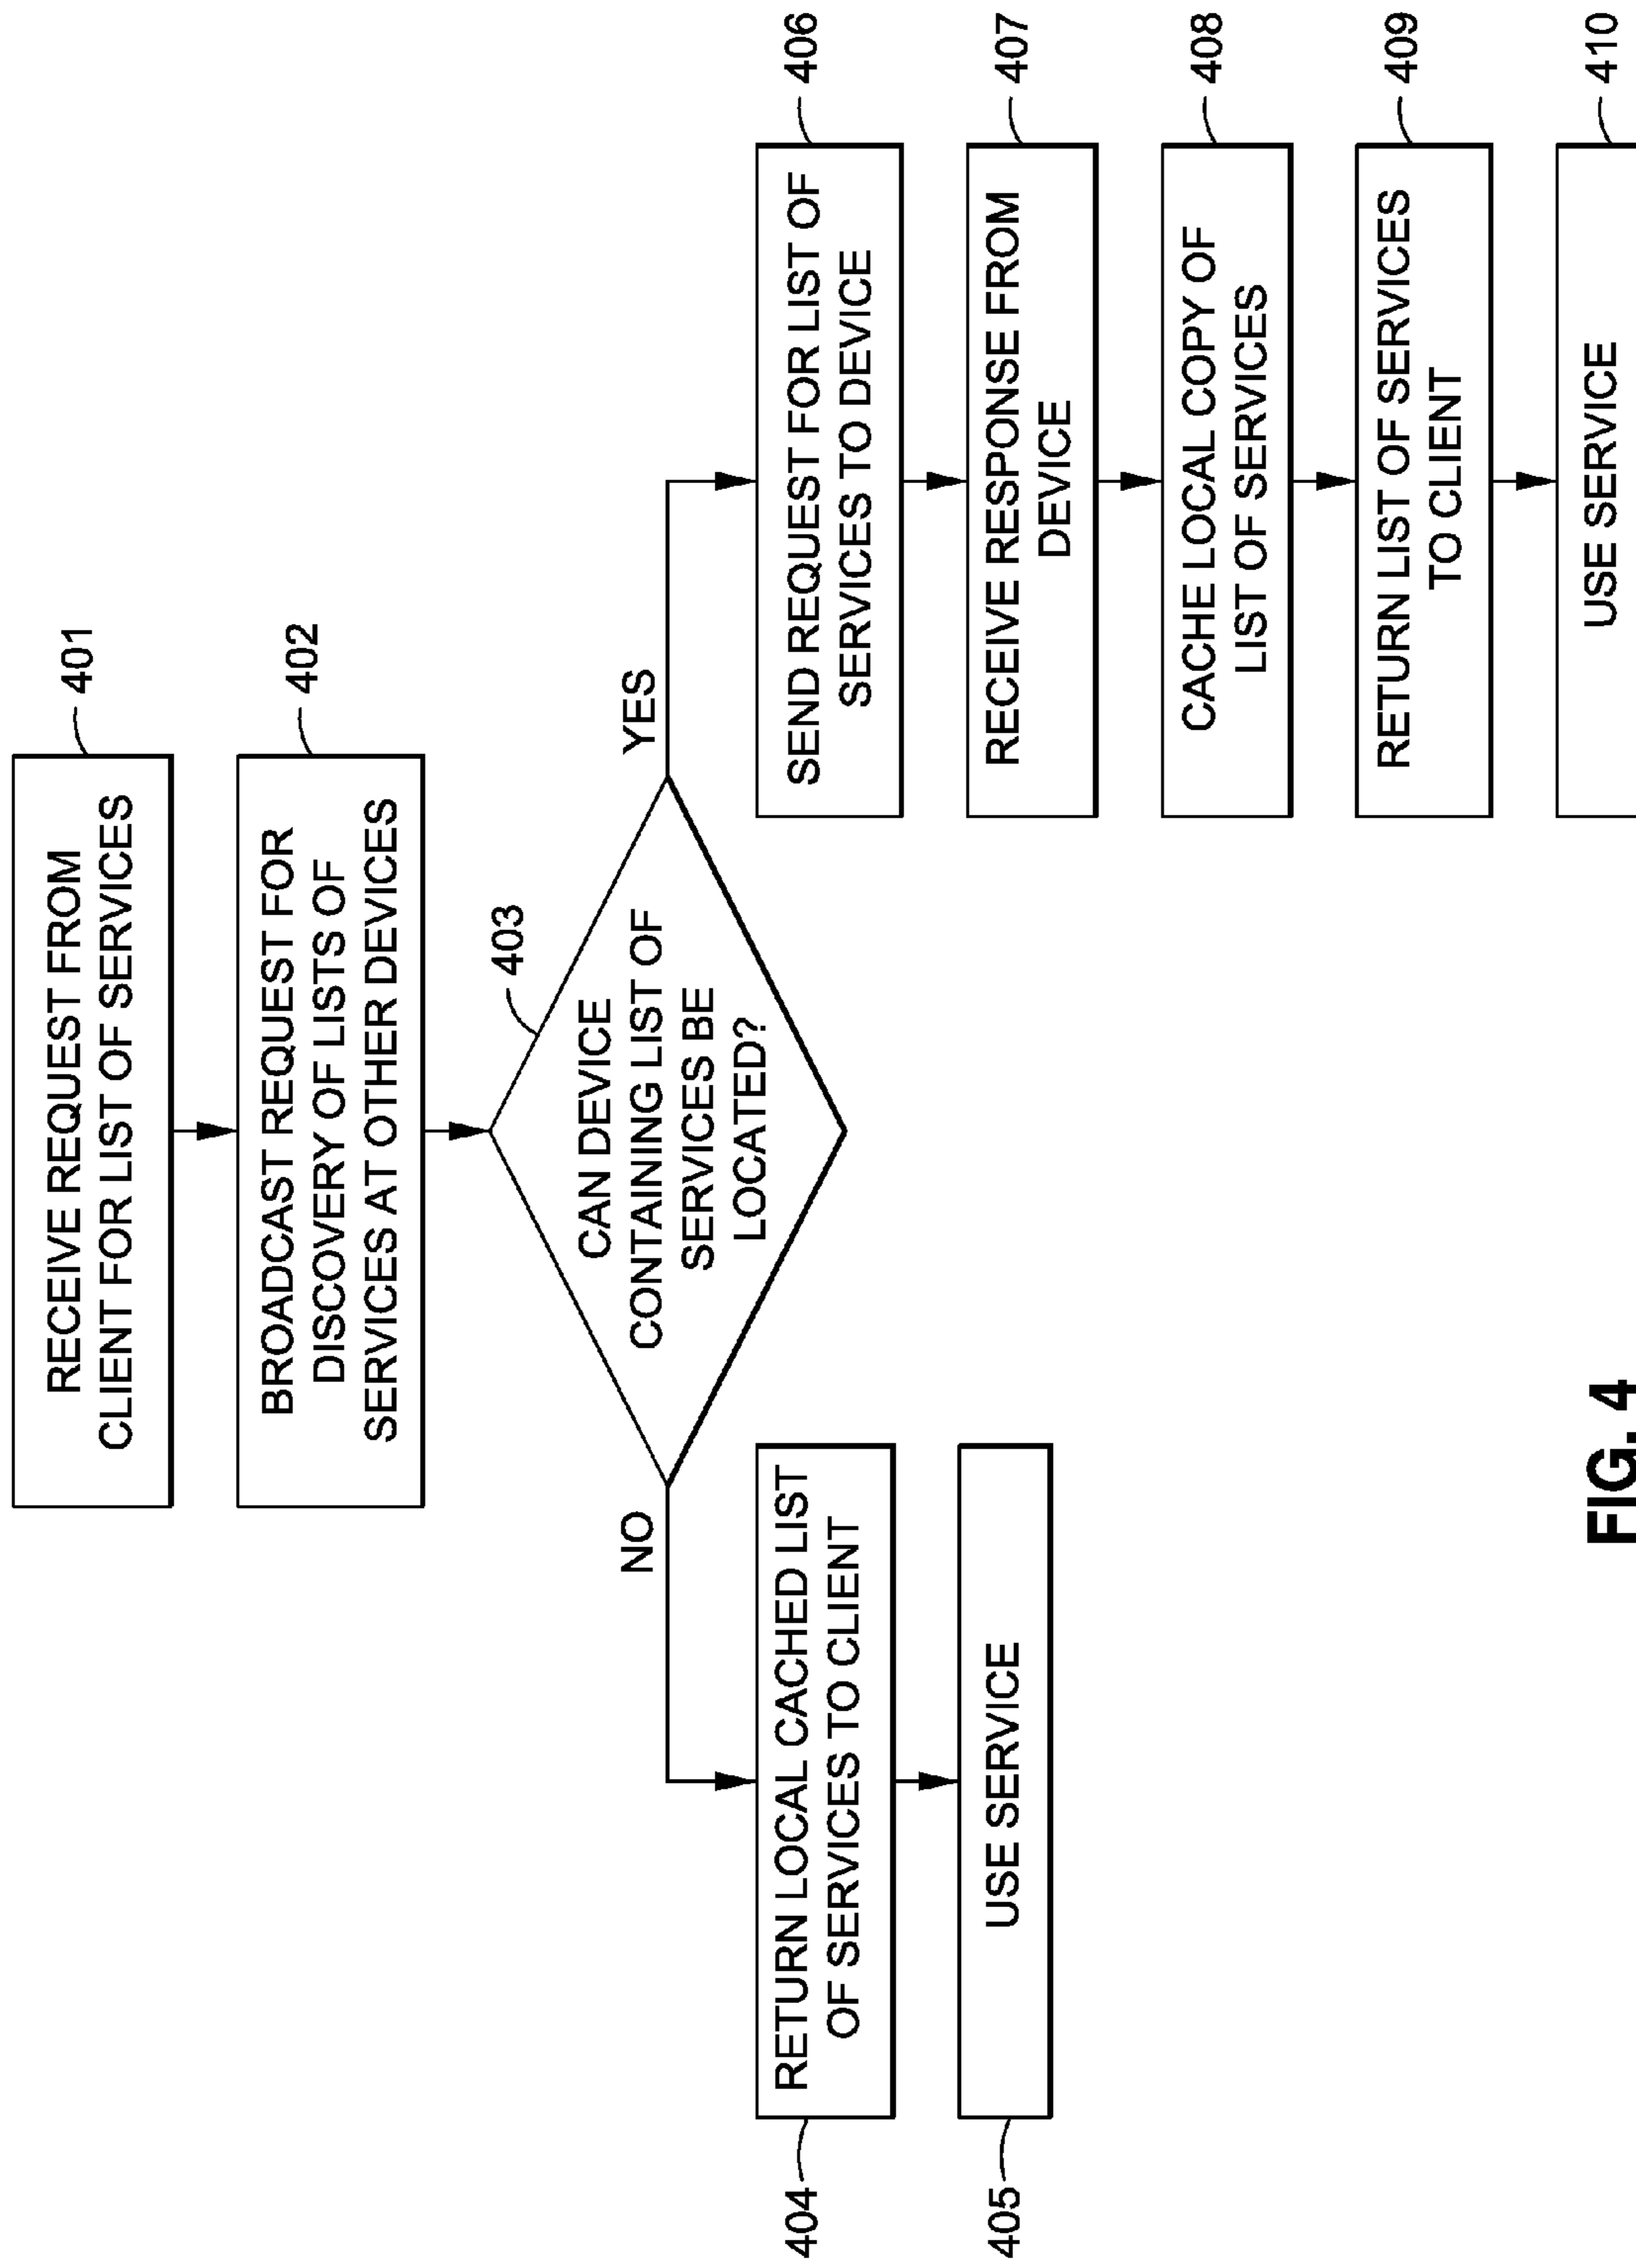 RECEIVE REQUEST FROM
CLIENT FOR LIST OF SERVICES
401
BROADCAST REQUEST FOR
DISCOVERY OF LISTS OF
SERVICES AT OTHER DEVICES
402
403
CAN DEVICE
CONTAINING LIST OF
SERVICES BE
LOCATED?
NO
YES
404
RETURN LOCAL CACHED LIST
OF SERVICES TO CLIENT
405
USE SERVICE
SEND REQUEST FOR LIST OF
SERVICES TO DEVICE
406
RECEIVE RESPONSE FROM
DEVICE
407
CACHE LOCAL COPY OF
LIST OF SERVICES
408
RETURN LIST OF SERVICES
TO CLIENT
409
USE SERVICE
410
FIG. 4